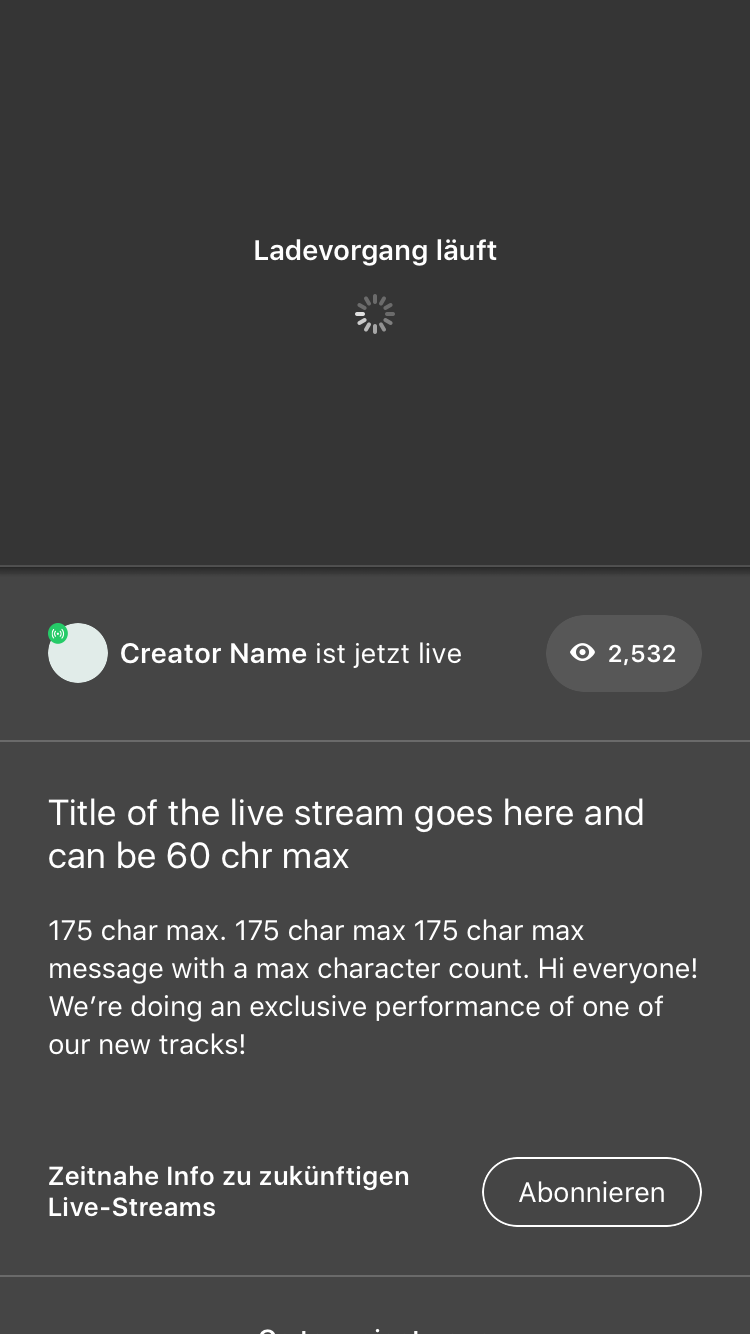 Ladevorgang läuft
Creator Name ist jetzt live
2,532
Title of the live stream goes here and
can be 60 chr max
175 char max. 175 char max 175 char max
message with a max character count. Hi everyone!
We’re doing an exclusive performance of one of
our new tracks!
Zeitnahe Info zu zukünftigen
Live-Streams
Abonnieren